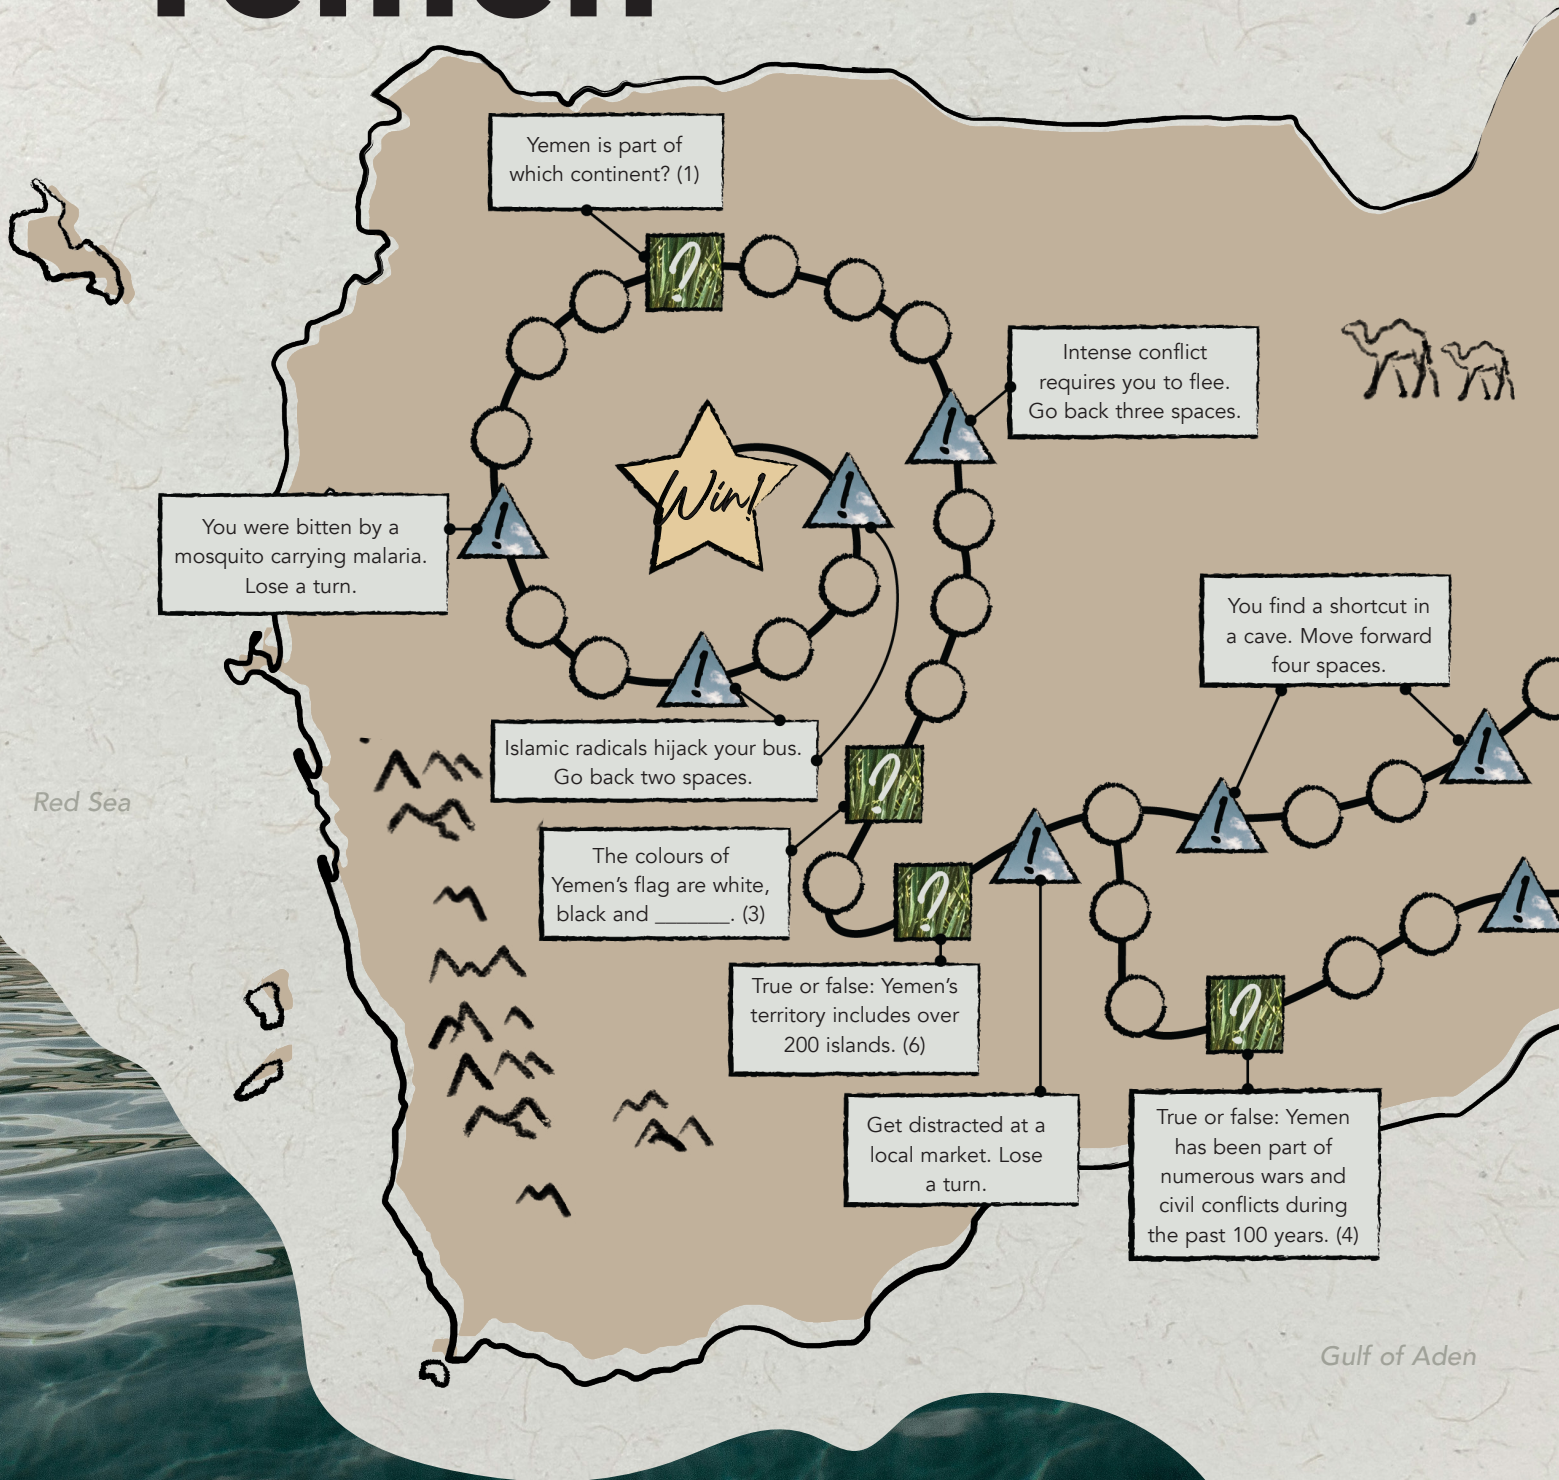 Yemen
Yemen is part of
which continent? (1)
?
Intense conflict
requires you to flee.
Go back three spaces.
!
Win!
!
You were bitten by a
mosquito carrying malaria.
Lose a turn.
!
You find a shortcut in
a cave. Move forward
four spaces.
!
Islamic radicals hijack your bus.
Go back two spaces.
?
!
!
Red Sea
The colours of
Yemen’s flag are white,
black and _______. (3)
?
!
!
True or false: Yemen’s
territory includes over
200 islands. (6)
?
Get distracted at a
local market. Lose
a turn.
True or false: Yemen
has been part of
numerous wars and
civil conflicts during
the past 100 years. (4)
Gulf of Aden